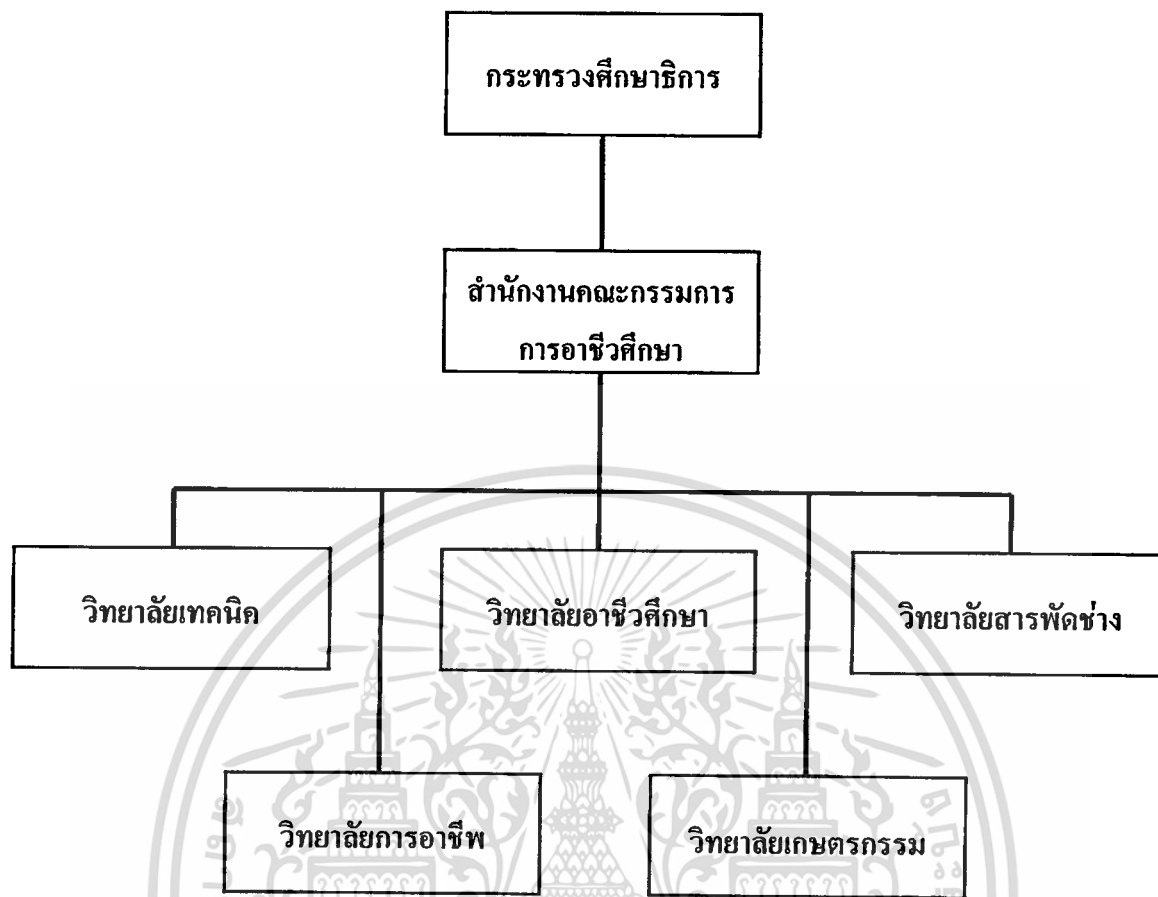 กระทรวงศึกษาธิการ
สำนักงานคณะกรรมการ
การอาชีวศึกษา
วิทยาลัยเทคนิค
วิทยาลัยอาชีวศึกษา
วิทยาลัยสารพัดช่าง
วิทยาลัยการอาชีพ
วิทยาลัยเกษตรกรรม